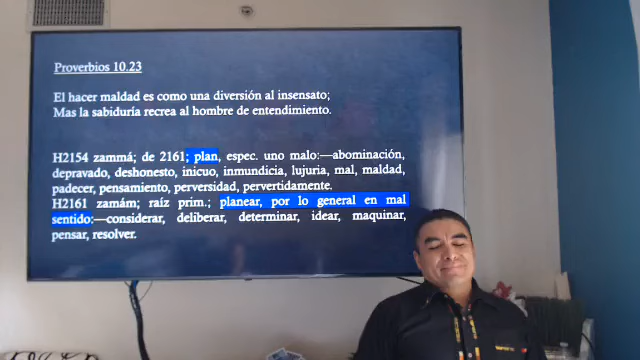 Proverbios 10.23
El hacer maldad es como una diversión al insensato;
Mas la sabiduría recrea al hombre de entendimiento.
H2154 zammá; de 2161; plan, espec. uno malo:—abominación,
depravado, deshonesto, inicuo, inmundicia, lujuria, mal, maldad,
padecer, pensamiento, perversidad, pervertidamente.
H2161 zamám; raíz prim.; planear, por lo general en mal
sentido:—considerar, deliberar, determinar, idear, maquinar,
pensar, resolver.